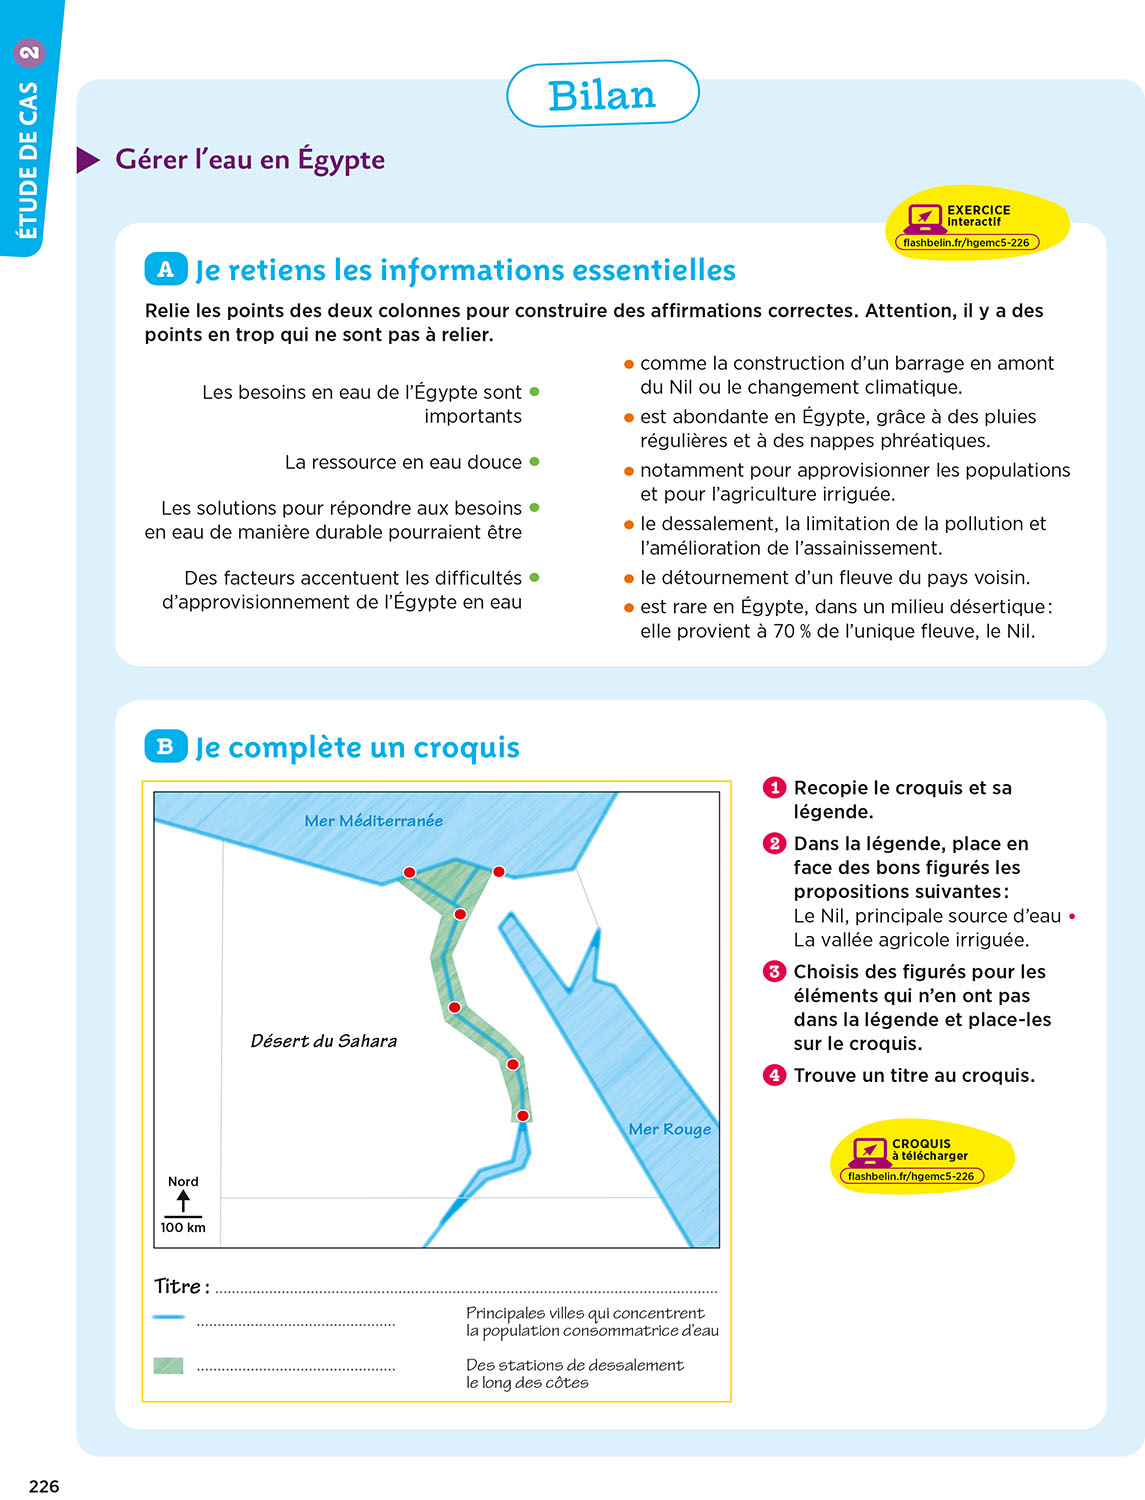 ÉTUDE DE CAS 2
Bilan
Gérer l’eau en Égypte
EXERCICE
interactif
flashbelin.fr/hgemc5-226
A Je retiens les informations essentielles
Relie les points des deux colonnes pour construire des affirmations correctes. Attention, il y a des
points en trop qui ne sont pas à relier.
Les besoins en eau de l’Égypte sont
importants
La ressource en eau douce
Les solutions pour répondre aux besoins
en eau de manière durable pourraient être
Des facteurs accentuent les difficultés
d’approvisionnement de l’Égypte en eau
comme la construction d’un barrage en amont
du Nil ou le changement climatique.
est abondante en Égypte, grâce à des pluies
régulières et à des nappes phréatiques.
notamment pour approvisionner les populations
et pour l’agriculture irriguée.
le dessalement, la limitation de la pollution et
l’amélioration de l’assainissement.
le détournement d’un fleuve du pays voisin.
est rare en Égypte, dans un milieu désertique :
elle provient à 70 % de l’unique fleuve, le Nil.
B Je complète un croquis
Mer Méditerranée
Désert du Sahara
Mer Rouge
Nord
100 km
Titre : ......................................................................
..........................................
..........................................
Principales villes qui concentrent
la population consommatrice d’eau
Des stations de dessalement
le long des côtes
1 Recopie le croquis et sa
légende.
2 Dans la légende, place en
face des bons figurés les
propositions suivantes :
Le Nil, principale source d’eau •
La vallée agricole irriguée.
3 Choisis des figurés pour les
éléments qui n’en ont pas
dans la légende et place-les
sur le croquis.
4 Trouve un titre au croquis.
CROQUIS
à télécharger
flashbelin.fr/hgemc5-226
226